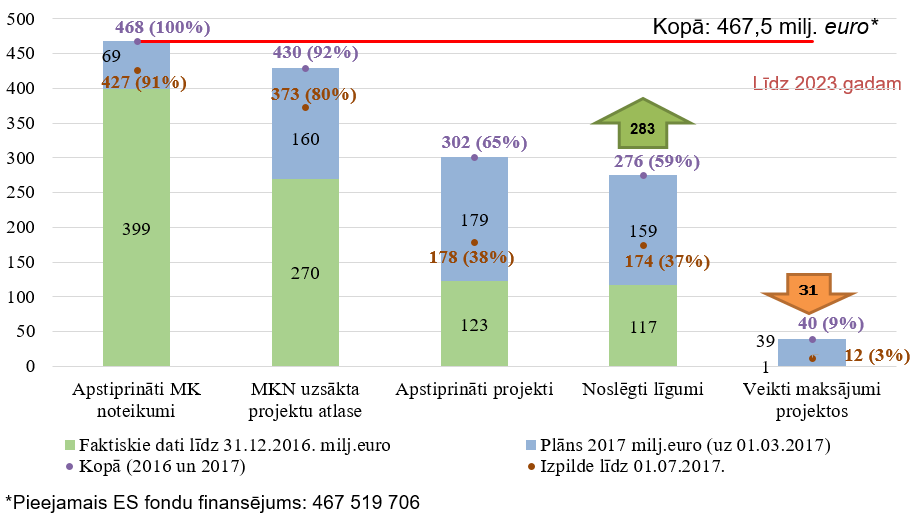 Kopā: 467,5 milj. euro*
Līdz 2023.gadam
500
450
400
350
300
250
200
150
100
50
0
468 (100%)
69
427 (91%)
399
430 (92%)
373 (80%)
160
270
302 (65%)
179
178 (38%)
123
283
276 (59%)
159
174 (37%)
117
31
40 (9%)
39
12 (3%)
1
Apstiprināti MK
noteikumi
MKN uzsākta
projektu atlase
Apstiprināti projekti
Noslēgti līgumi
Veikti maksājumi
projektos
Faktiskie dati līdz 31.12.2016. milj.euro
Plāns 2017 milj.euro (uz 01.03.2017)
Kopā (2016 un 2017)
Izpilde līdz 01.07.2017.
*Pieejamais ES fondu finansējums: 467 519 706